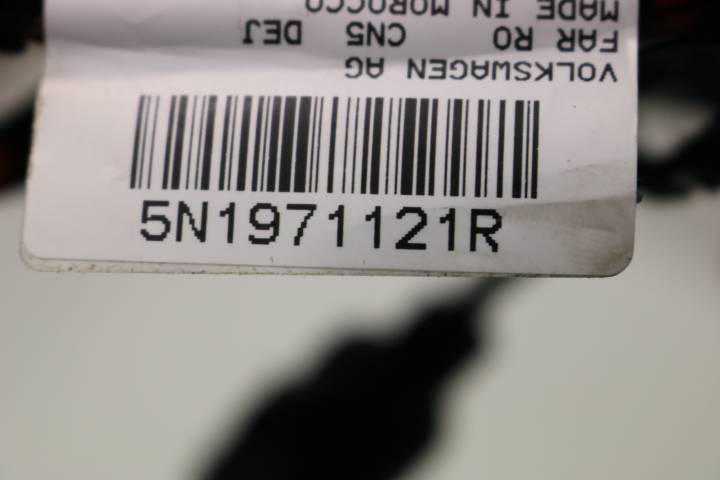 5N1971121R
VOLKSWAGEN AG
FAR RO CN5 DEJ
MADE IN MOROCCO